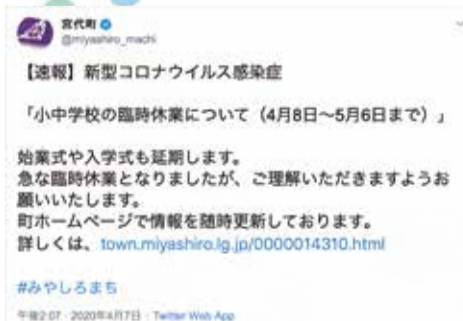 宮代町
@miyashiro_machi
【速報】新型コロナウイルス感染症
「小中学校の臨時休業について（4月8日～5月6日まで）」
始業式や入学式も延期します。
急な臨時休業となりましたが、ご理解いただきますようお
願いいたします。
町ホームページで情報を随時更新しております。
詳しくは、town.miyashiro.lg.jp/0000014310.html
#みやしろまち
午後2:07 · 2020年4月7日 · Twitter Web App